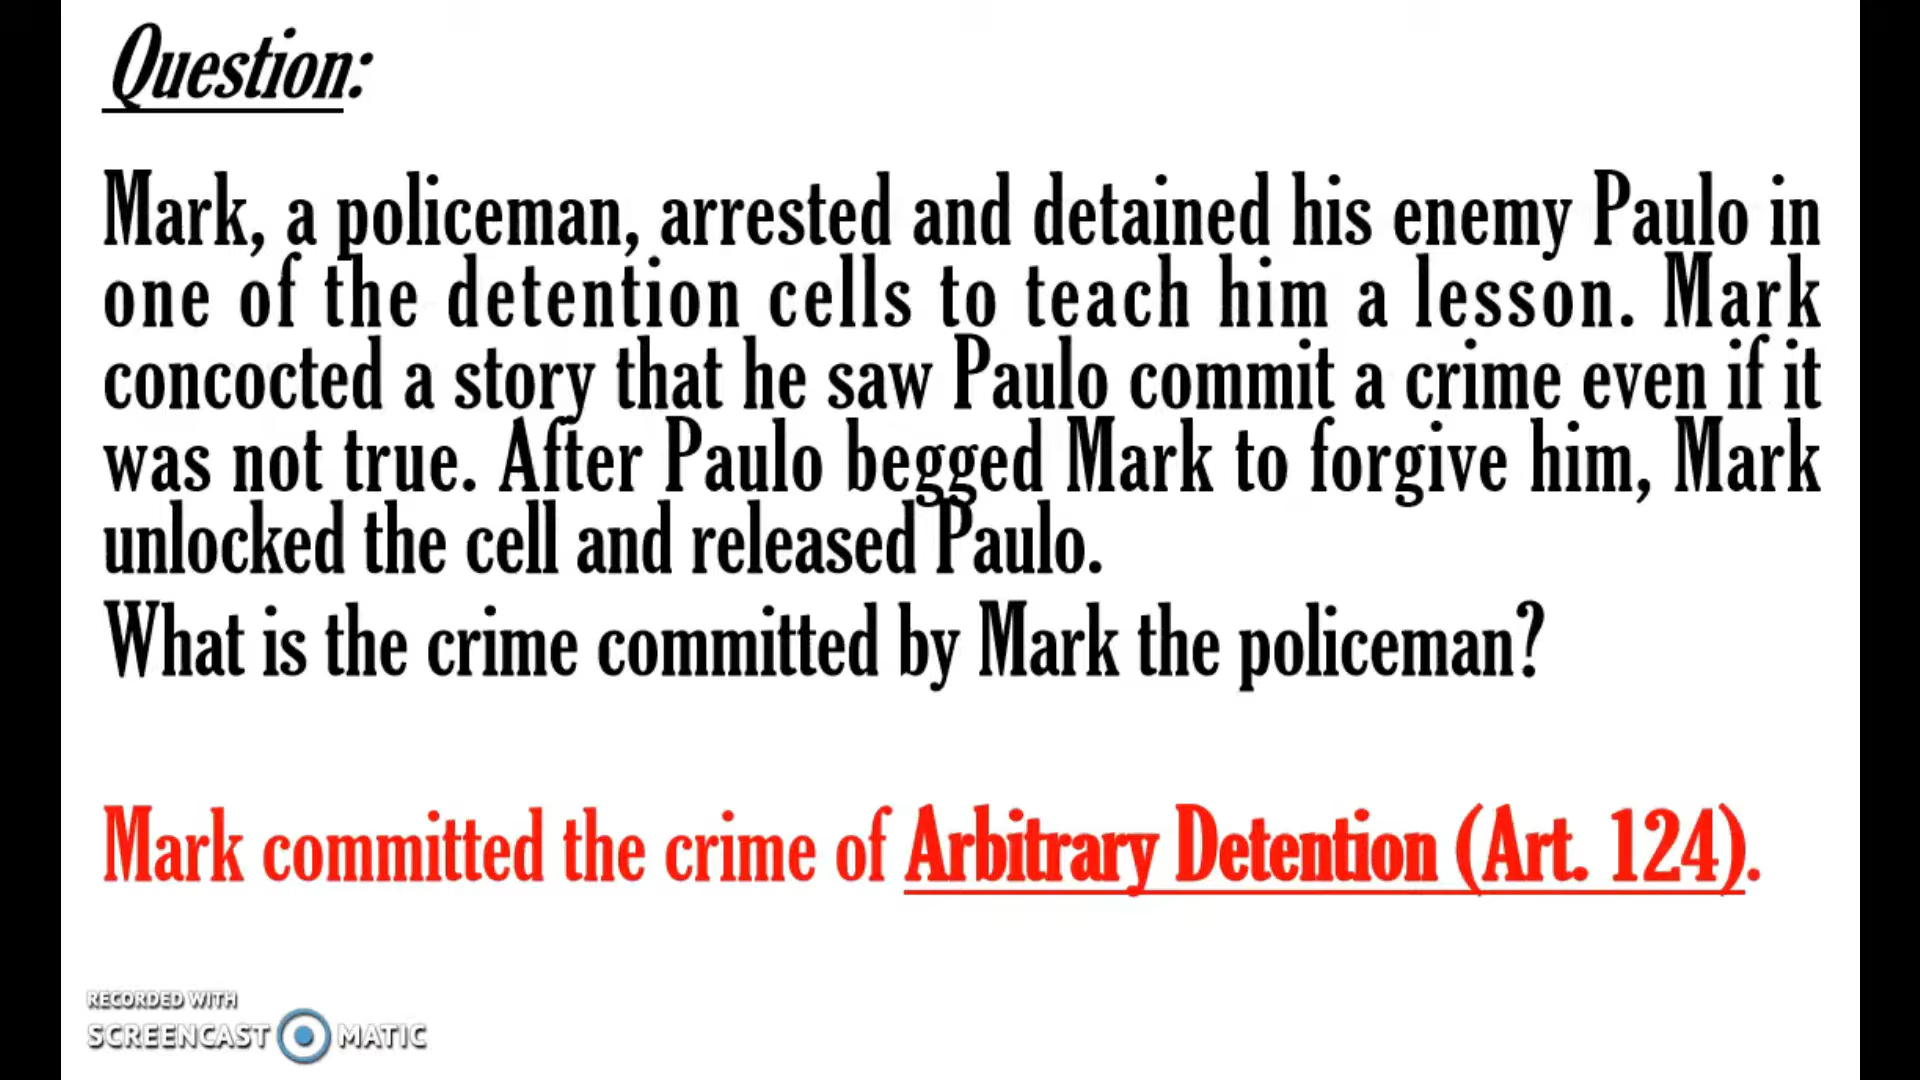 Question:
Mark, a policeman, arrested and detained his enemy Paulo in
one of the detention cells to teach him a lesson. Mark
concocted a story that he saw Paulo commit a crime even if it
was not true. After Paulo begged Mark to forgive him, Mark
unlocked the cell and released Paulo.
What is the crime committed by Mark the policeman?
Mark committed the crime of Arbitrary Detention (Art. 124).
RECORDED WITH
SCREENCAST MATIC